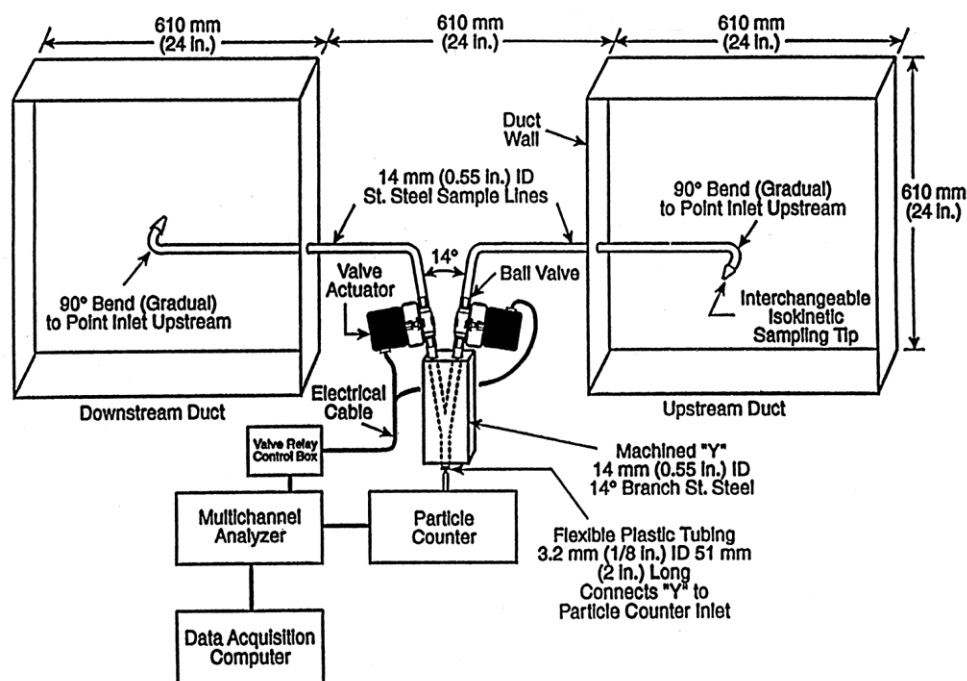 610 mm
(24 in.)
610 mm
(24 in.)
610 mm
(24 in.)
Duct
Wall
14 mm (0.55 in.) ID
St. Steel Sample Lines
90° Bend (Gradual)
to Point Inlet Upstream
610 mm
(24 in.)
14°
Valve
Actuator
Ball Valve
90° Bend (Gradual)
to Point Inlet Upstream
Interchangeable
Isokinetic
Sampling Tip
Downstream Duct
Electrical
Cable
Upstream Duct
Valve Relay
Control Box
Machined "Y"
14 mm (0.55 in.) ID
14° Branch St. Steel
Multichannel
Analyzer
Particle
Counter
Flexible Plastic Tubing
3.2 mm (1/8 in.) ID 51 mm
(2 in.) Long
Connects "Y" to
Particle Counter Inlet
Data Acquisition
Computer